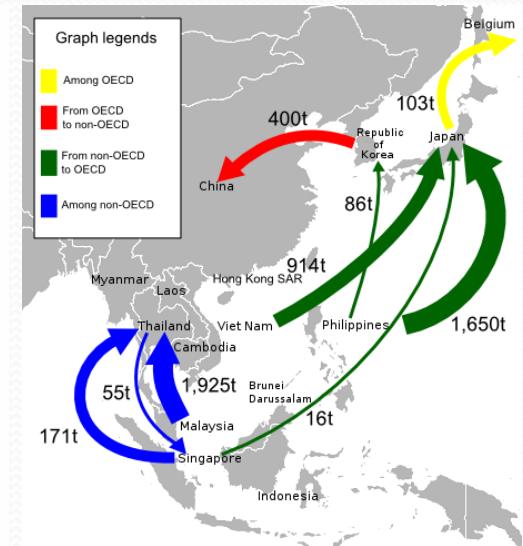 Graph legends
Among OECD
From OECD
to non-OECD
From non-OECD
to OECD
Among non-OECD
Belgium
103t
400t
Republic
of
Korea
Japan
China
86t
914t
Hong Kong SAR
Myanmar
Laos
Thailand
Viet Nam
Philippines
1,650t
Cambodia
1,925t
55t
Brunei
Darussalam
16t
171t
Malaysia
Singapore
Indonesia